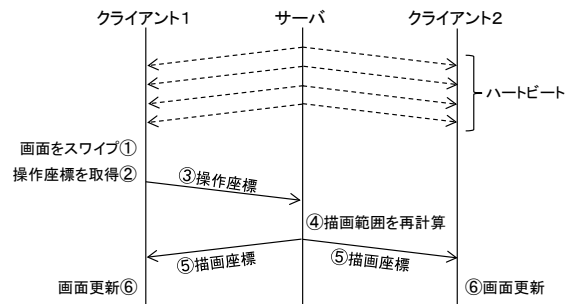 クライアント1
サーバ
クライアント2
ハートビート
画面をスワイプ①
操作座標を取得②
③操作座標
④描画範囲を再計算
⑤描画座標
⑤描画座標
画面更新⑥
⑥画面更新